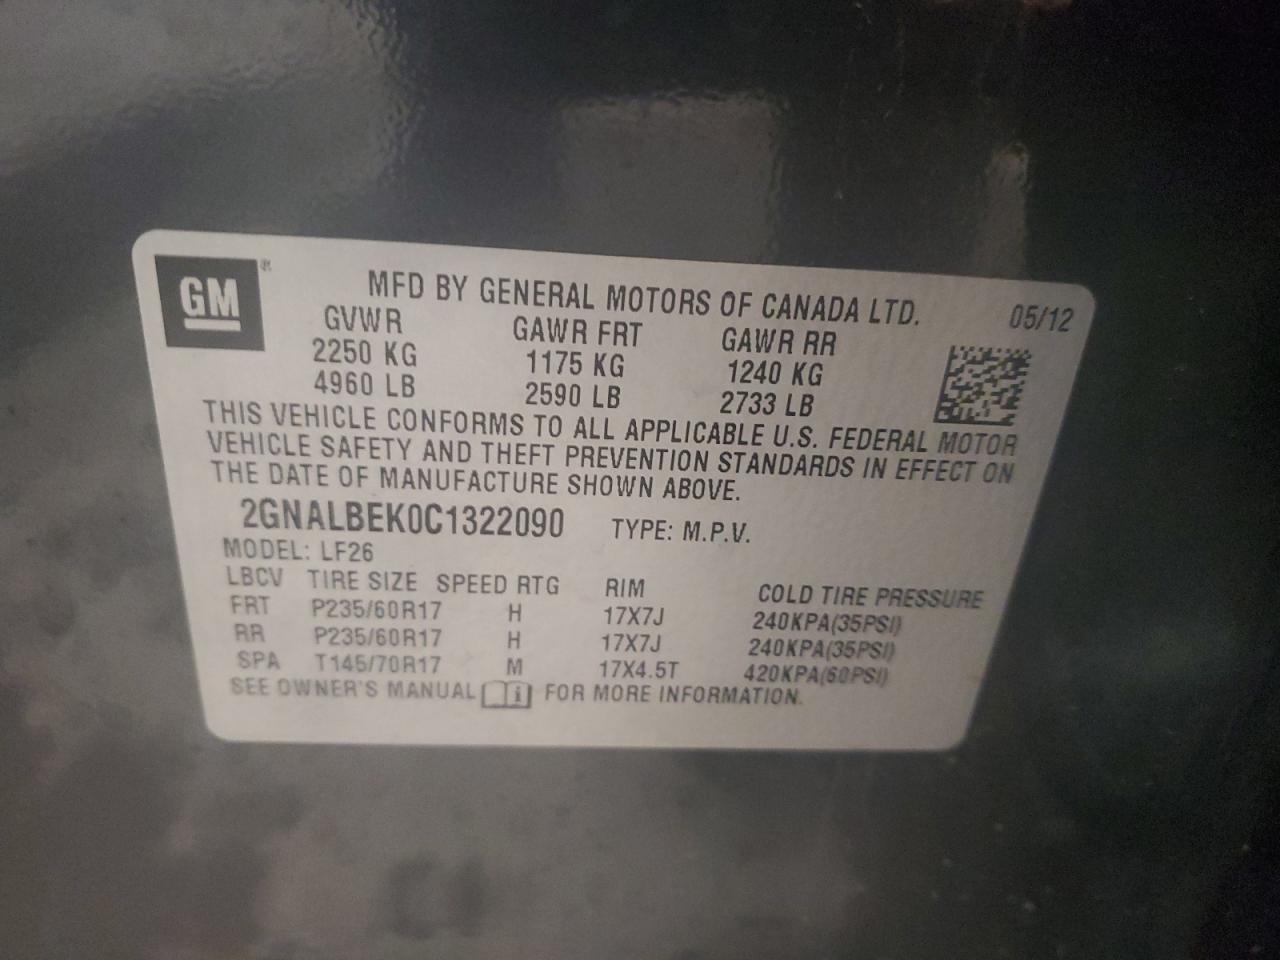 GM®
MFD BY GENERAL MOTORS OF CANADA LTD. 05/12
GVWR GAWR FRT GAWR RR
2250 KG 1175 KG 1240 KG
4960 LB 2590 LB 2733 LB
THIS VEHICLE CONFORMS TO ALL APPLICABLE U.S. FEDERAL MOTOR
VEHICLE SAFETY AND THEFT PREVENTION STANDARDS IN EFFECT ON
THE DATE OF MANUFACTURE SHOWN ABOVE.
2GNALBEK0C1322090 TYPE: M.P.V.
MODEL: LF26
LBCV TIRE SIZE SPEED RTG RIM COLD TIRE PRESSURE
FRT P235/60R17 H 17X7J 240KPA(35PSI)
RR P235/60R17 H 17X7J 240KPA(35PSI)
SPA T145/70R17 M 17X4.5T 420KPA(60PSI)
SEE OWNER'S MANUAL i FOR MORE INFORMATION.